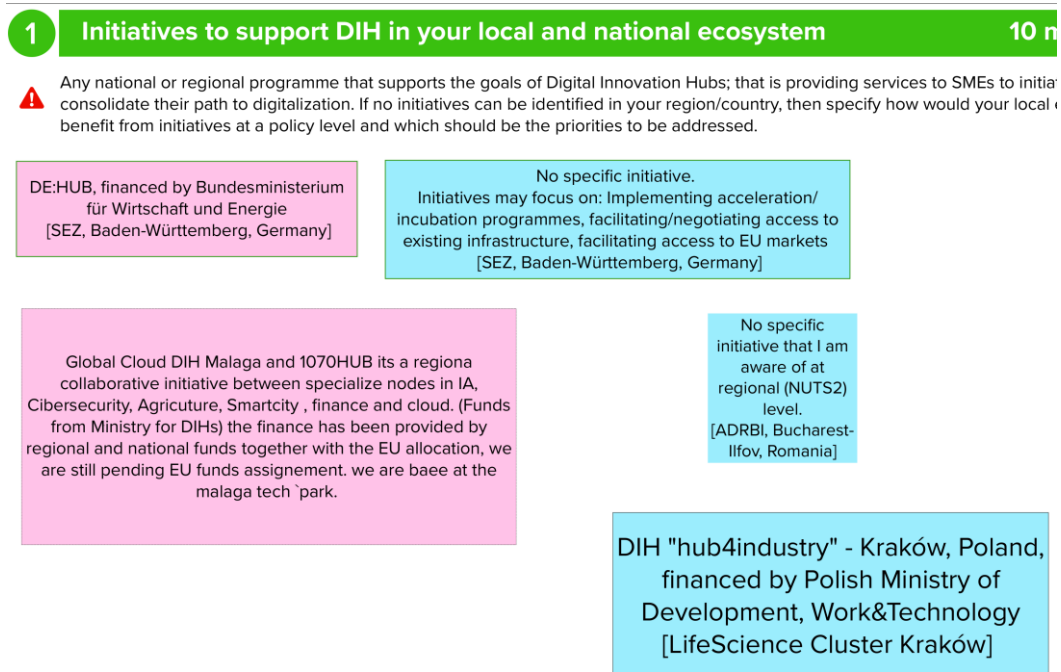 1 Initiatives to support DIH in your local and national ecosystem 10 m
Any national or regional programme that supports the goals of Digital Innovation Hubs; that is providing services to SMEs to initia
consolidate their path to digitalization. If no initiatives can be identified in your region/country, then specify how would your local e
benefit from initiatives at a policy level and which should be the priorities to be addressed.
DE:HUB, financed by Bundesministerium
für Wirtschaft und Energie
[SEZ, Baden-Württemberg, Germany]
No specific initiative.
Initiatives may focus on: Implementing acceleration/
incubation programmes, facilitating/negotiating access to
existing infrastructure, facilitating access to EU markets
[SEZ, Baden-Württemberg, Germany]
Global Cloud DIH Malaga and 1070HUB its a regiona
collaborative initiative between specialize nodes in IA,
Cibersecurity, Agricuture, Smartcity , finance and cloud. (Funds
from Ministry for DIHs) the finance has been provided by
regional and national funds together with the EU allocation, we
are still pending EU funds assignement. we are baee at the
malaga tech `park.
No specific
initiative that I am
aware of at
regional (NUTS2)
level.
[ADRBI, Bucharest-
Ilfov, Romania]
DIH "hub4industry" - Kraków, Poland,
financed by Polish Ministry of
Development, Work&Technology
[LifeScience Cluster Kraków]